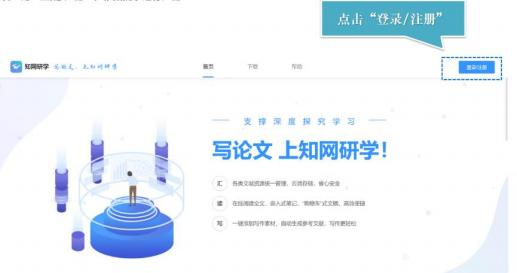 点击“登录/注册”
知网研学 写论文，上知网研学
首页 下载 帮助 登录/注册
支撑深度探究学习
写论文 上知网研学！
汇 各类文献资源统一管理，云端存储，省心安全
读 在线阅读全文，嵌入式笔记，“购物车”式文摘，高效便捷
写 一键添加写作素材，自动生成参考文献，写作更轻松